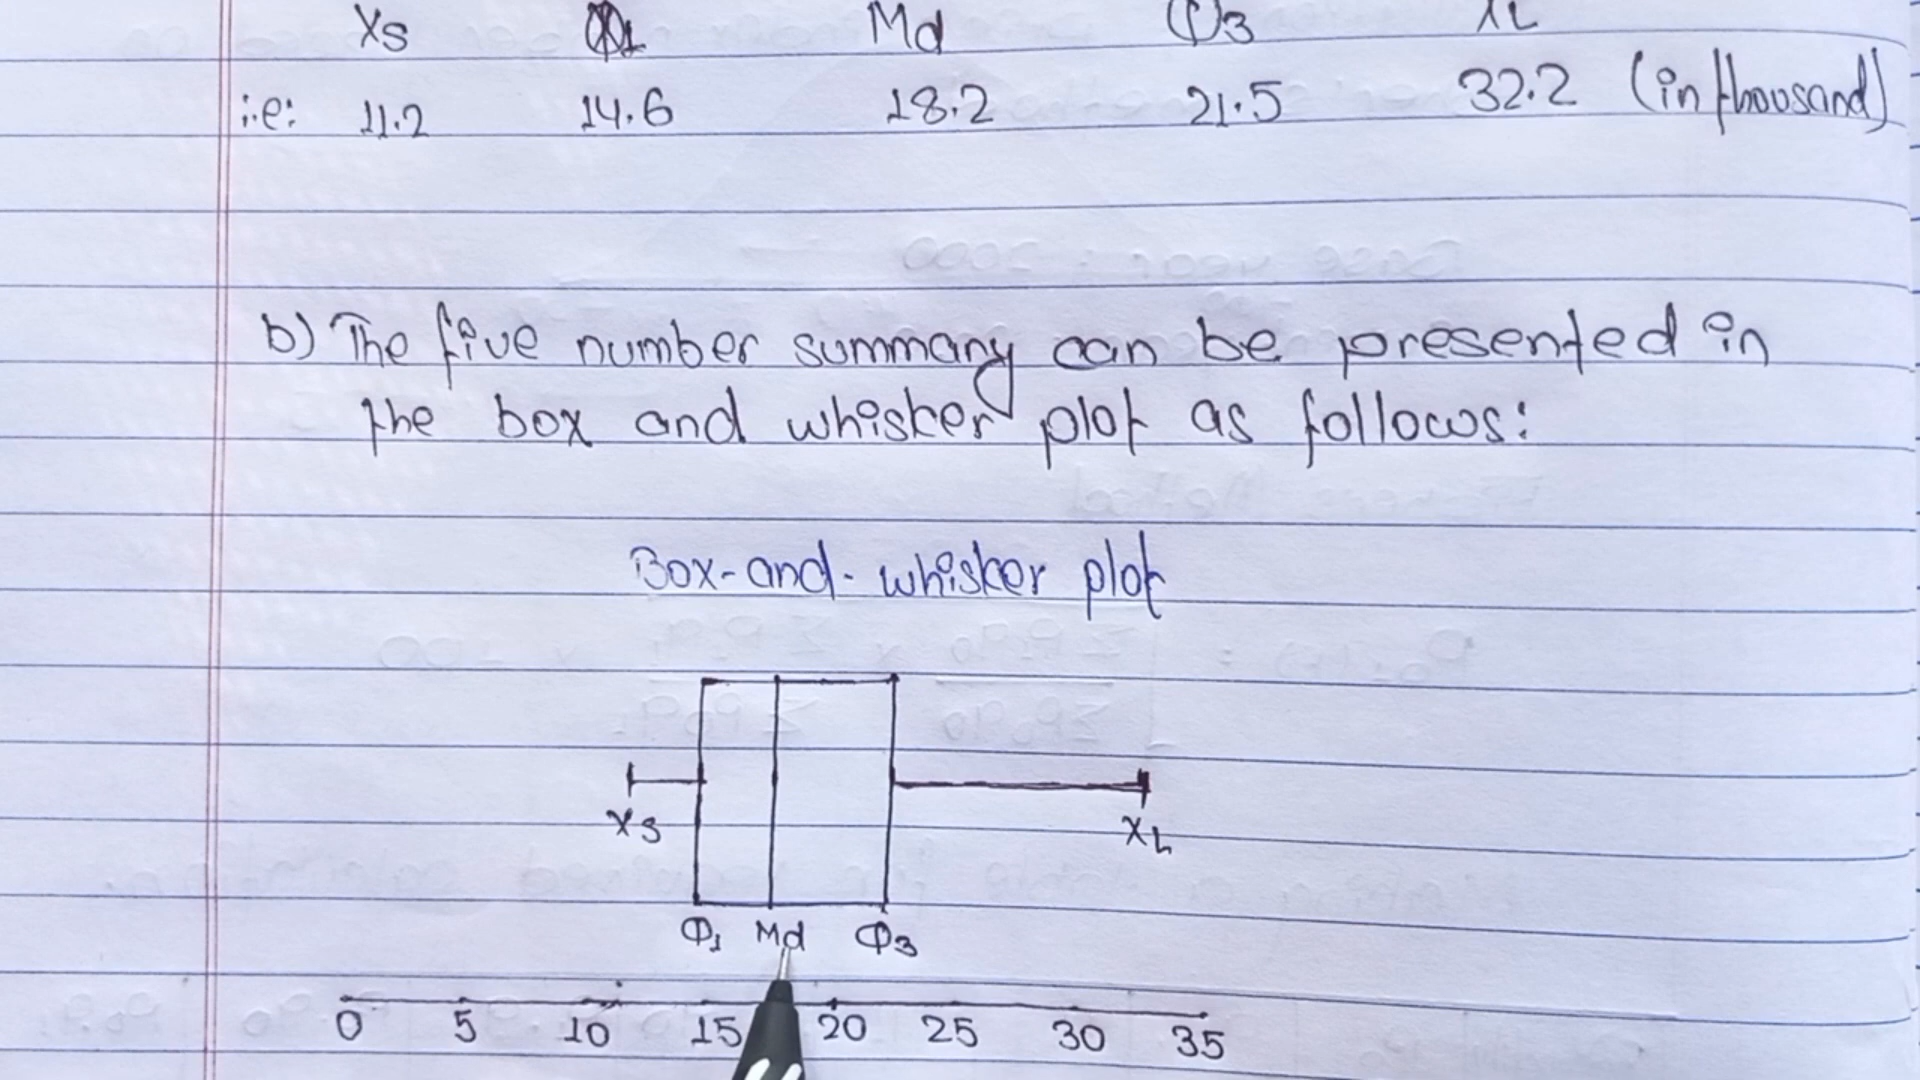 Xs Q1 Md Q3 XL
i.e: 11.2 14.6 18.2 21.5 32.2 (in thousand)
b) The five number summary can be presented in
the box and whisker plot as follows:
Box-and-whisker plot
Xs XL
Q1 Md Q3
0 5 10 15 20 25 30 35